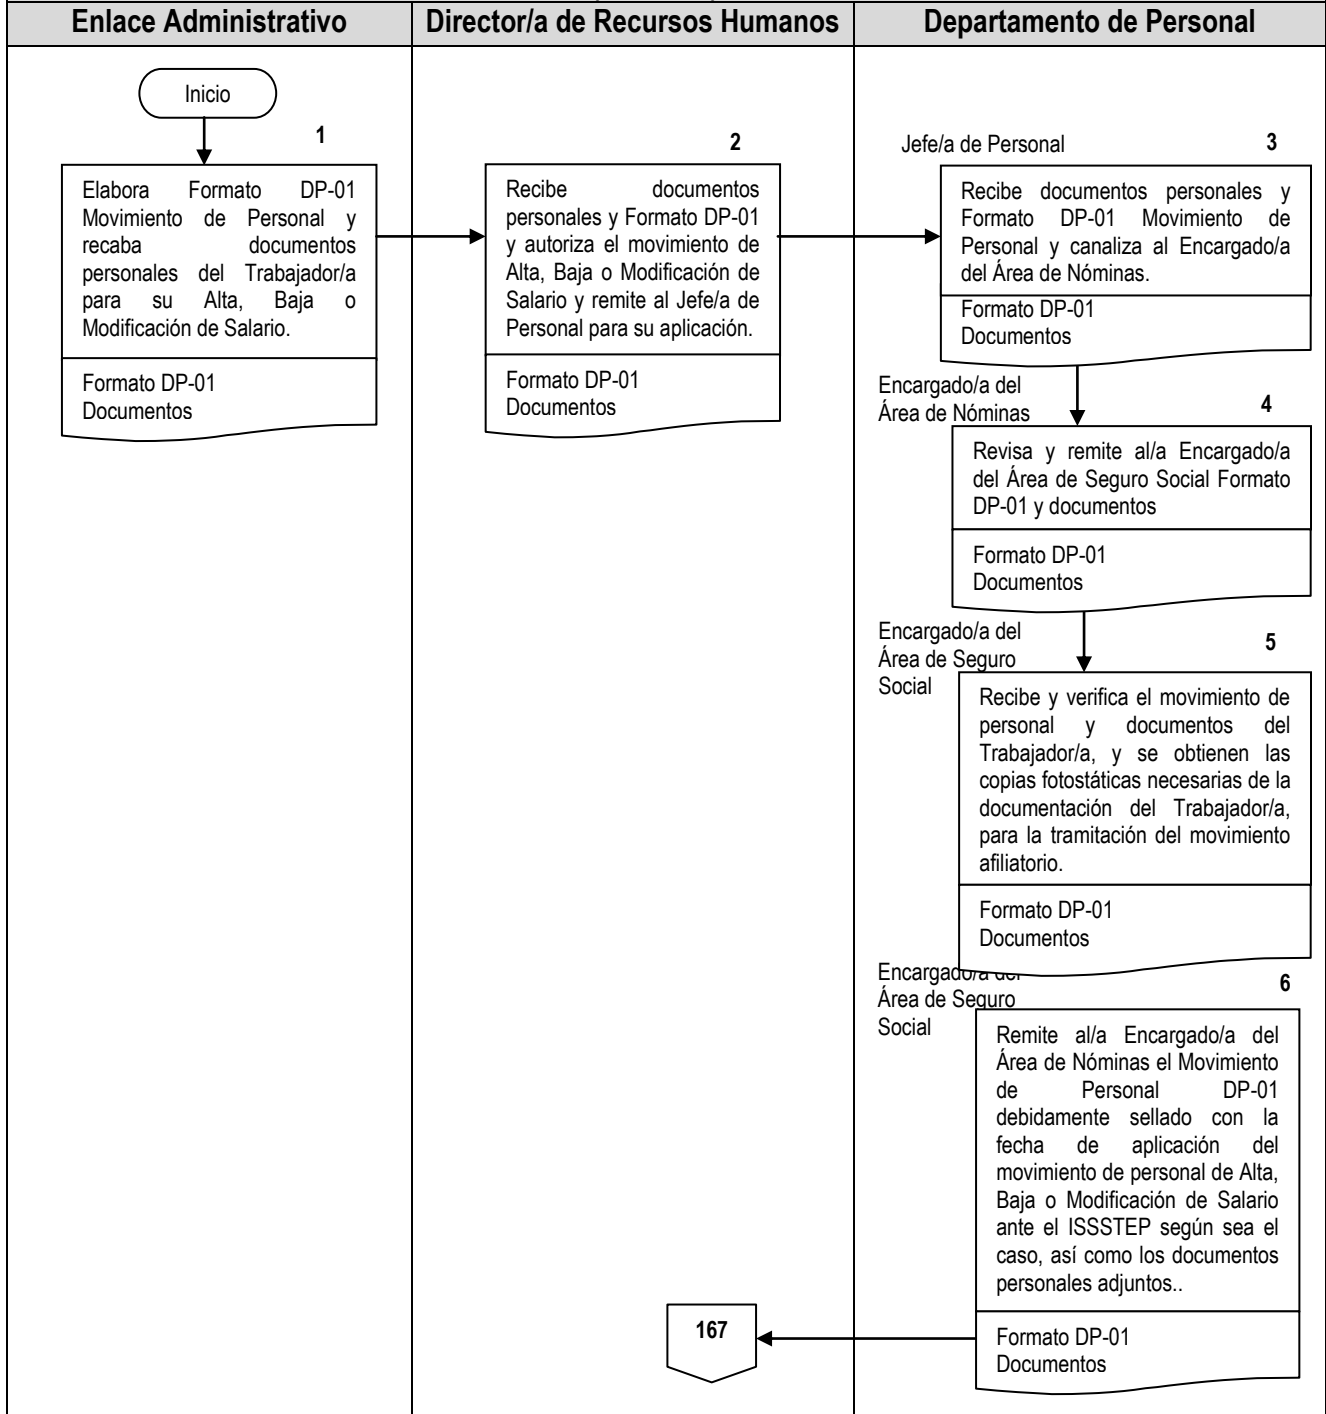 Enlace Administrativo
Director/a de Recursos Humanos
Departamento de Personal
Inicio
1
Elabora Formato DP-01
Movimiento de Personal y
recaba documentos
personales del Trabajador/a
para su Alta, Baja o
Modificación de Salario.
Formato DP-01
Documentos
2
Recibe documentos
personales y Formato DP-01
y autoriza el movimiento de
Alta, Baja o Modificación de
Salario y remite al Jefe/a de
Personal para su aplicación.
Formato DP-01
Documentos
Jefe/a de Personal
3
Recibe documentos personales y
Formato DP-01 Movimiento de
Personal y canaliza al Encargado/a
del Área de Nóminas.
Formato DP-01
Documentos
Encargado/a del
Área de Nóminas
4
Revisa y remite al/a Encargado/a
del Área de Seguro Social Formato
DP-01 y documentos
Formato DP-01
Documentos
Encargado/a del
Área de Seguro
Social
5
Recibe y verifica el movimiento de
personal y documentos del
Trabajador/a, y se obtienen las
copias fotostáticas necesarias de la
documentación del Trabajador/a,
para la tramitación del movimiento
afiliatorio.
Formato DP-01
Documentos
Encargado/a del
Área de Seguro
Social
6
Remite al/a Encargado/a del
Área de Nóminas el Movimiento
de Personal DP-01
debidamente sellado con la
fecha de aplicación del
movimiento de personal de Alta,
Baja o Modificación de Salario
ante el ISSSTEP según sea el
caso, así como los documentos
personales adjuntos..
Formato DP-01
Documentos
167